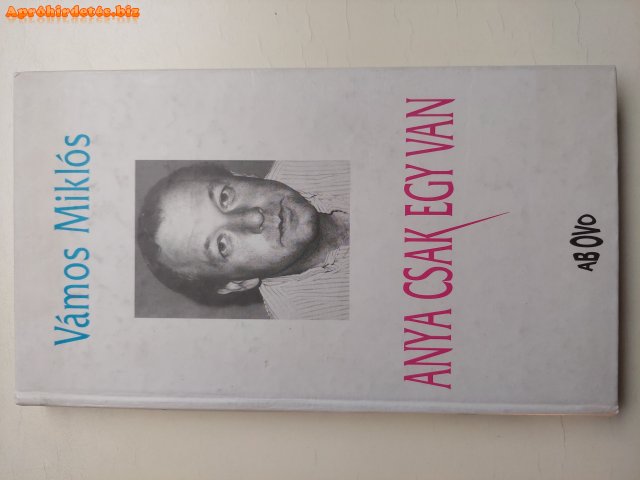 Apróhirdetés.biz
Vámos Miklós
ANYA CSAK EGY VAN
AB OVO